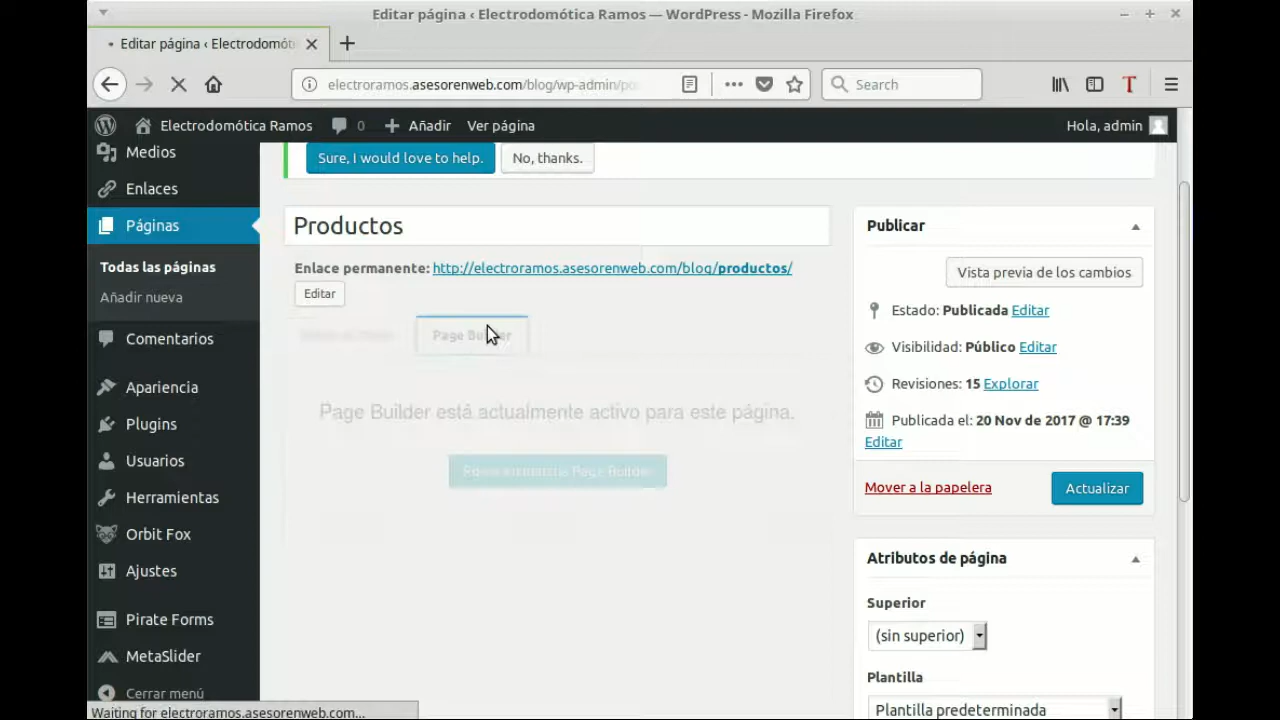 Editar página ‹ Electrodomótica Ramos — WordPress - Mozilla Firefox
Editar página ‹ Electrodomóti
electroramos.asesorenweb.com/blog/wp-admin/po
Search
Electrodomótica Ramos 0 Añadir Ver página Hola, admin
Medios
Enlaces
Páginas
Todas las páginas
Añadir nueva
Comentarios
Apariencia
Plugins
Usuarios
Herramientas
Orbit Fox
Ajustes
Pirate Forms
MetaSlider
Cerrar menú
Waiting for electroramos.asesorenweb.com...
Sure, I would love to help. No, thanks.
Productos
Enlace permanente: http://electroramos.asesorenweb.com/blog/productos/
Editar
Page Builder
Page Builder está actualmente activo para este página.
Page Builder
Publicar
Vista previa de los cambios
Estado: Publicada Editar
Visibilidad: Público Editar
Revisiones: 15 Explorar
Publicada el: 20 Nov de 2017 @ 17:39
Editar
Mover a la papelera Actualizar
Atributos de página
Superior
(sin superior)
Plantilla
Plantilla predeterminada